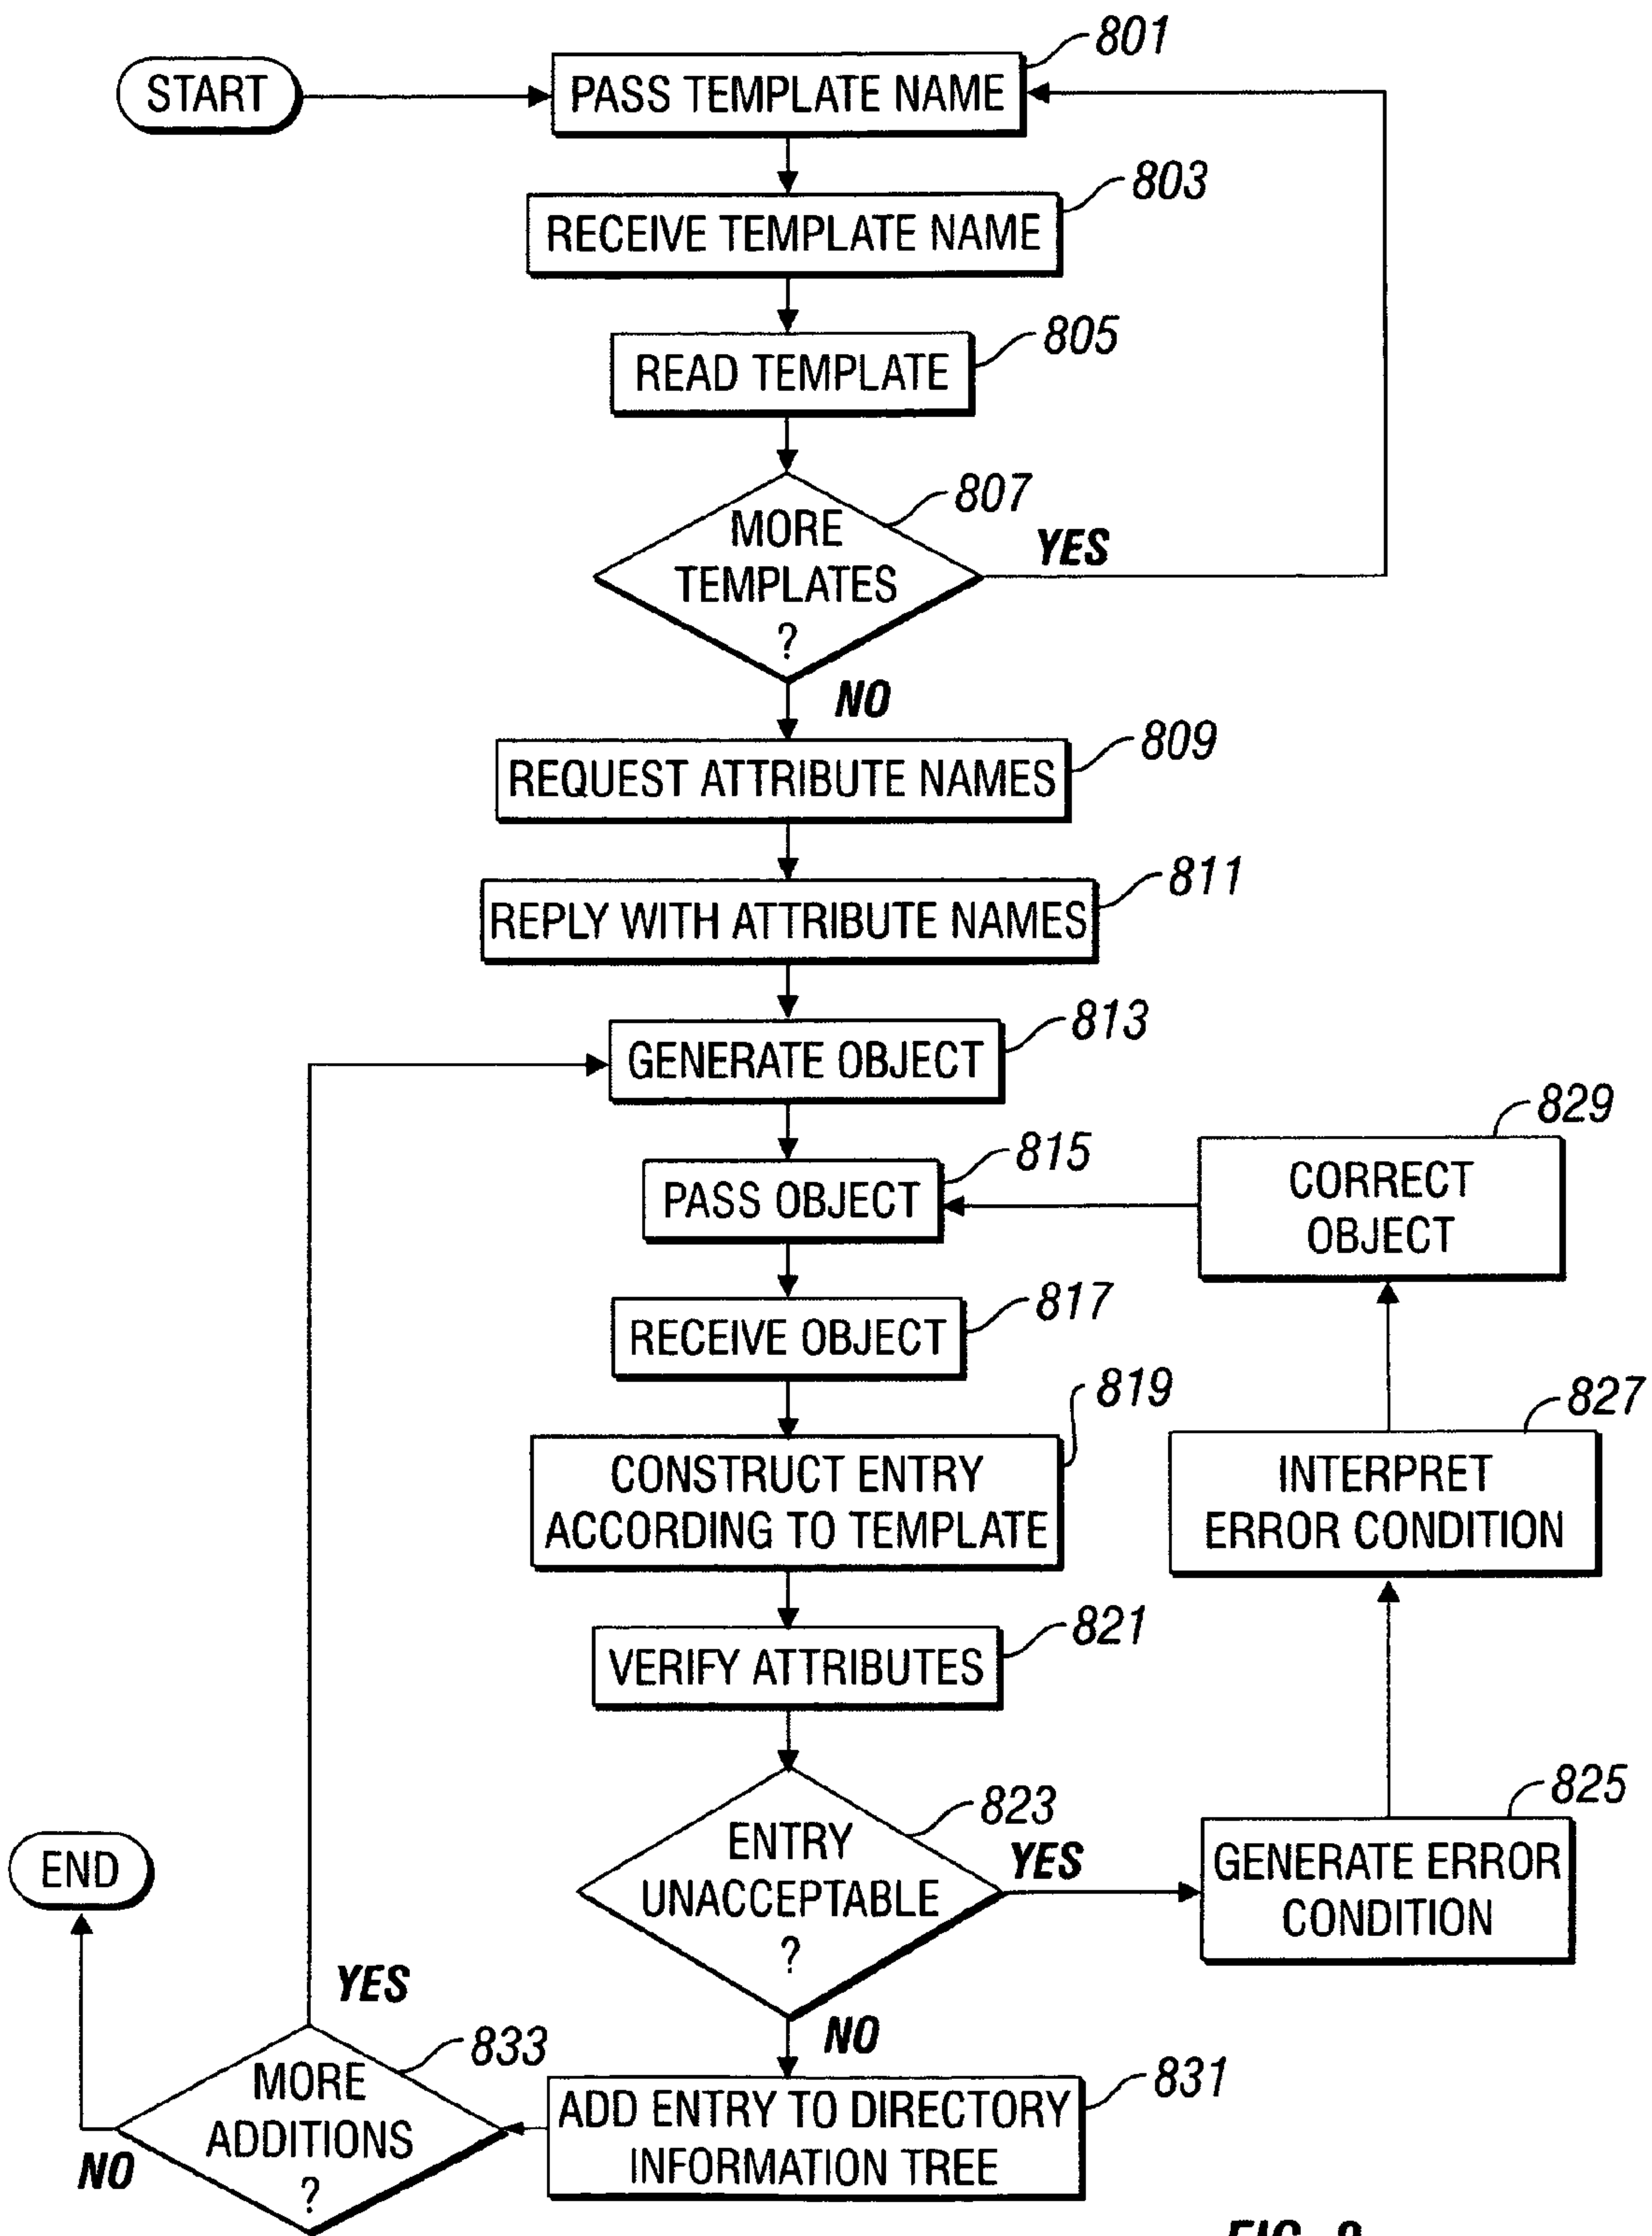 801
START
PASS TEMPLATE NAME
803
RECEIVE TEMPLATE NAME
805
READ TEMPLATE
807
MORE
TEMPLATES
?
YES
NO
809
REQUEST ATTRIBUTE NAMES
811
REPLY WITH ATTRIBUTE NAMES
813
GENERATE OBJECT
815
PASS OBJECT
829
CORRECT
OBJECT
817
RECEIVE OBJECT
819
CONSTRUCT ENTRY
ACCORDING TO TEMPLATE
827
INTERPRET
ERROR CONDITION
821
VERIFY ATTRIBUTES
823
ENTRY
UNACCEPTABLE
?
YES
825
GENERATE ERROR
CONDITION
END
NO
831
ADD ENTRY TO DIRECTORY
INFORMATION TREE
YES
833
MORE
ADDITIONS
?
NO